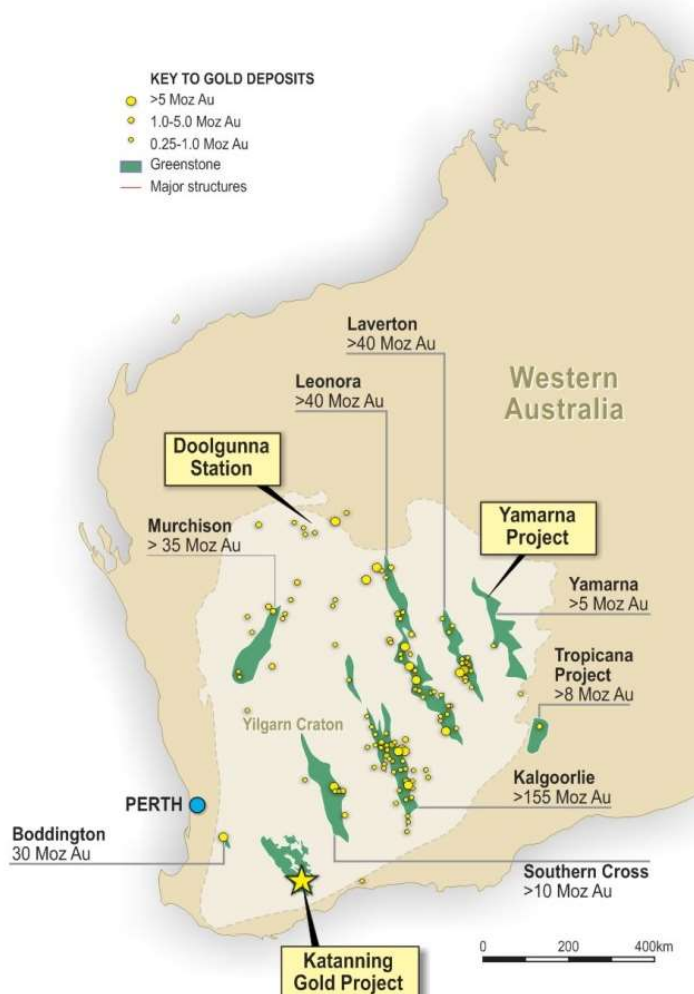 KEY TO GOLD DEPOSITS
>5 Moz Au
1.0-5.0 Moz Au
0.25-1.0 Moz Au
Greenstone
Major structures
Laverton
>40 Moz Au
Leonora
>40 Moz Au
Western
Australia
Doolgunna
Station
Murchison
> 35 Moz Au
Yamarna
Project
Yamarna
>5 Moz Au
Tropicana
Project
>8 Moz Au
Yilgarn Craton
Kalgoorlie
>155 Moz Au
PERTH
Boddington
30 Moz Au
Southern Cross
>10 Moz Au
Katanning
Gold Project
0 200 400km